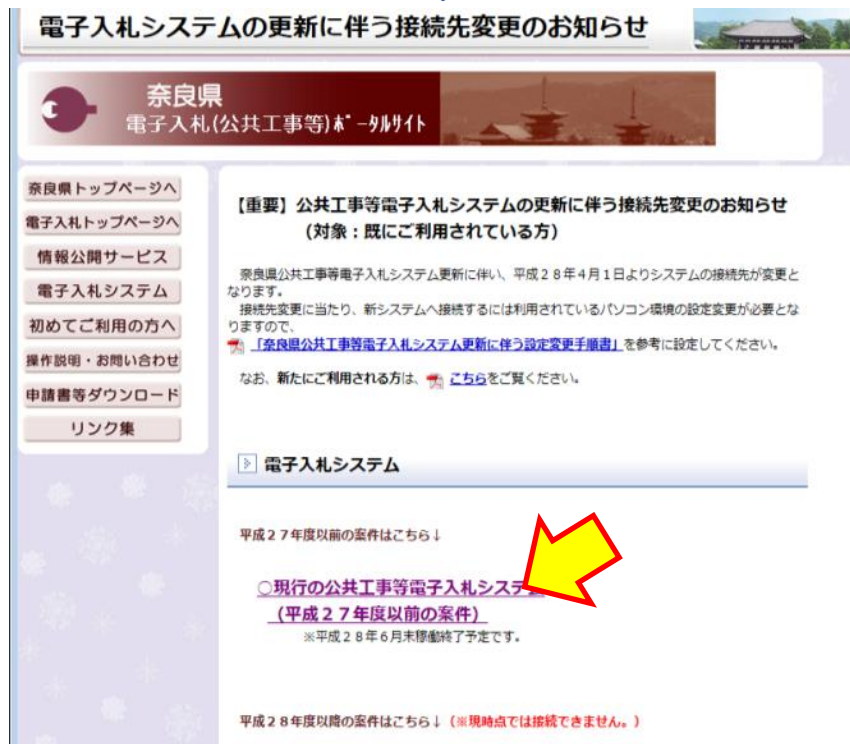 電子入札システムの更新に伴う接続先変更のお知らせ
奈良県
電子入札(公共工事等)ﾎﾟｰﾀﾙｻｲﾄ
奈良県トップページへ
電子入札トップページへ
情報公開サービス
電子入札システム
初めてご利用の方へ
操作説明・お問い合わせ
申請書等ダウンロード
リンク集
【重要】公共工事等電子入札システムの更新に伴う接続先変更のお知らせ
(対象：既にご利用されている方)
奈良県公共工事等電子入札システム更新に伴い、平成２８年４月１日よりシステムの接続先が変更と
なります。
接続先変更に当たり、新システムへ接続するには利用されているパソコン環境の設定変更が必要とな
りますので、
「奈良県公共工事等電子入札システム更新に伴う設定変更手順書」を参考に設定してください。
なお、新たにご利用される方は、こちらをご覧ください。
電子入札システム
平成２７年度以前の案件はこちら↓
○現行の公共工事等電子入札システ
(平成２７年度以前の案件)
※平成２８年６月末稼働終了予定です。
平成２８年度以降の案件はこちら↓（※現時点では接続できません。）